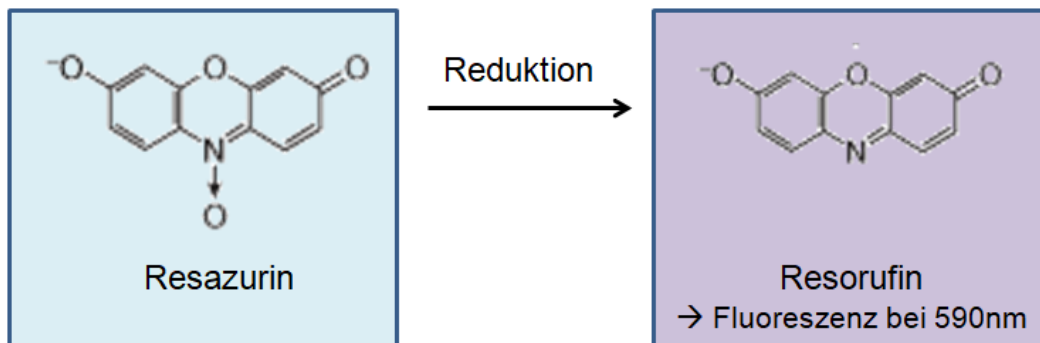 ⁻O
O
O
N
O
Resazurin
Reduktion
⁻O
O
O
N
Resorufin
→ Fluoreszenz bei 590nm